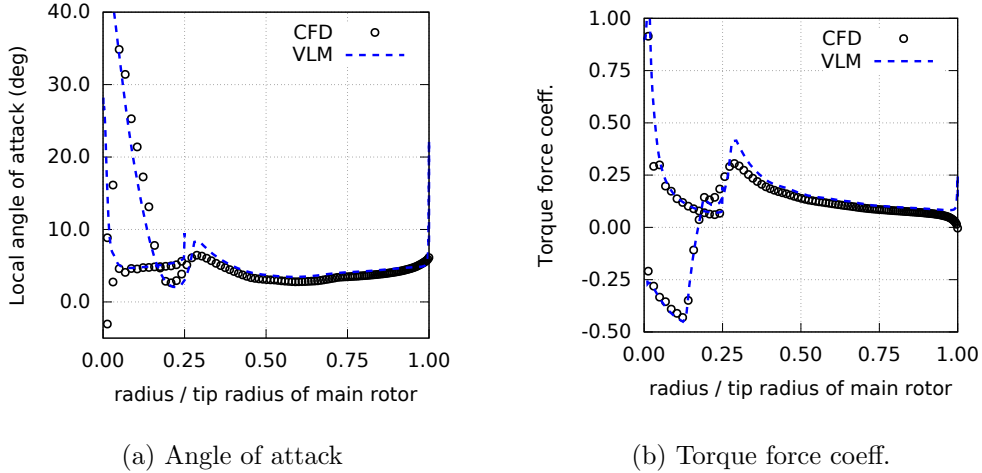 CFD
VLM
40.0
30.0
20.0
10.0
0.0
Local angle of attack (deg)
0.00 0.25 0.50 0.75 1.00
radius / tip radius of main rotor
(a) Angle of attack
CFD
VLM
1.00
0.75
0.50
0.25
0.00
-0.25
-0.50
Torque force coeff.
0.00 0.25 0.50 0.75 1.00
radius / tip radius of main rotor
(b) Torque force coeff.